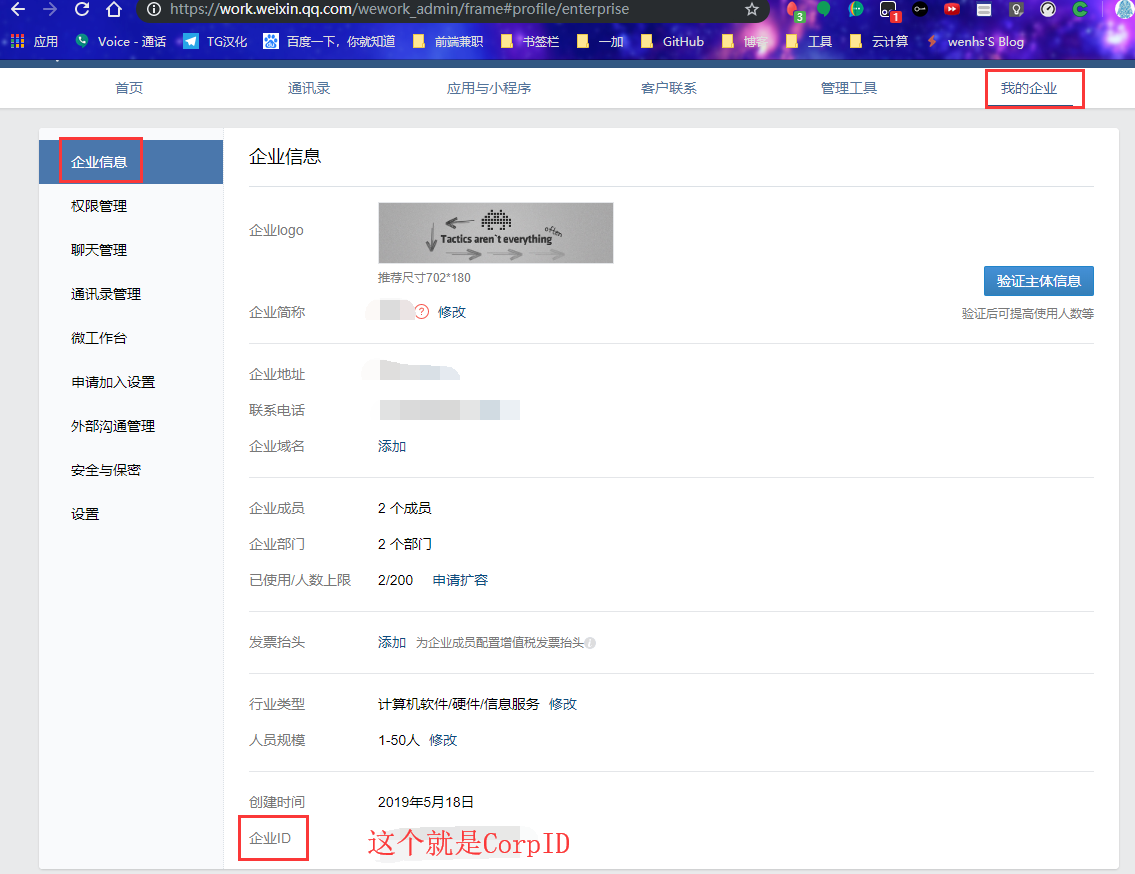 https://work.weixin.qq.com/wework_admin/frame#profile/enterprise
3
1
应用
Voice - 通话
TG汉化
百度一下，你就知道
前端兼职
书签栏
一加
GitHub
博客
工具
云计算
wenhs'S Blog
首页
通讯录
应用与小程序
客户联系
管理工具
我的企业
企业信息
权限管理
聊天管理
通讯录管理
微工作台
申请加入设置
外部沟通管理
安全与保密
设置
企业信息
企业logo
often
Tactics aren`t everything
推荐尺寸702*180
验证主体信息
企业简称 ? 修改
验证后可提高使用人数等
企业地址
联系电话
企业域名 添加
企业成员 2 个成员
企业部门 2 个部门
已使用/人数上限 2/200 申请扩容
发票抬头 添加 为企业成员配置增值税发票抬头 i
行业类型 计算机软件/硬件/信息服务 修改
人员规模 1-50人 修改
创建时间 2019年5月18日
企业ID 这个就是CorpID